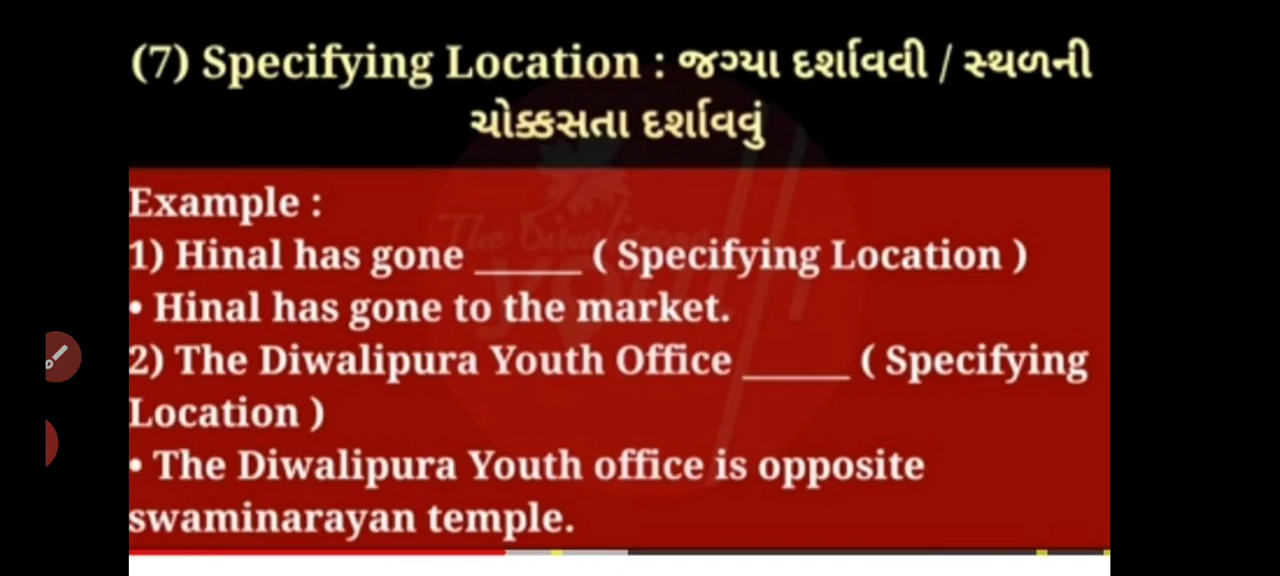 (7) Specifying Location : જગ્યા દર્શાવવી / સ્થળની
ચોક્કસતા દર્શાવવું
Example :
1) Hinal has gone ______ ( Specifying Location )
• Hinal has gone to the market.
2) The Diwalipura Youth Office ______ ( Specifying
Location )
• The Diwalipura Youth office is opposite
swaminarayan temple.